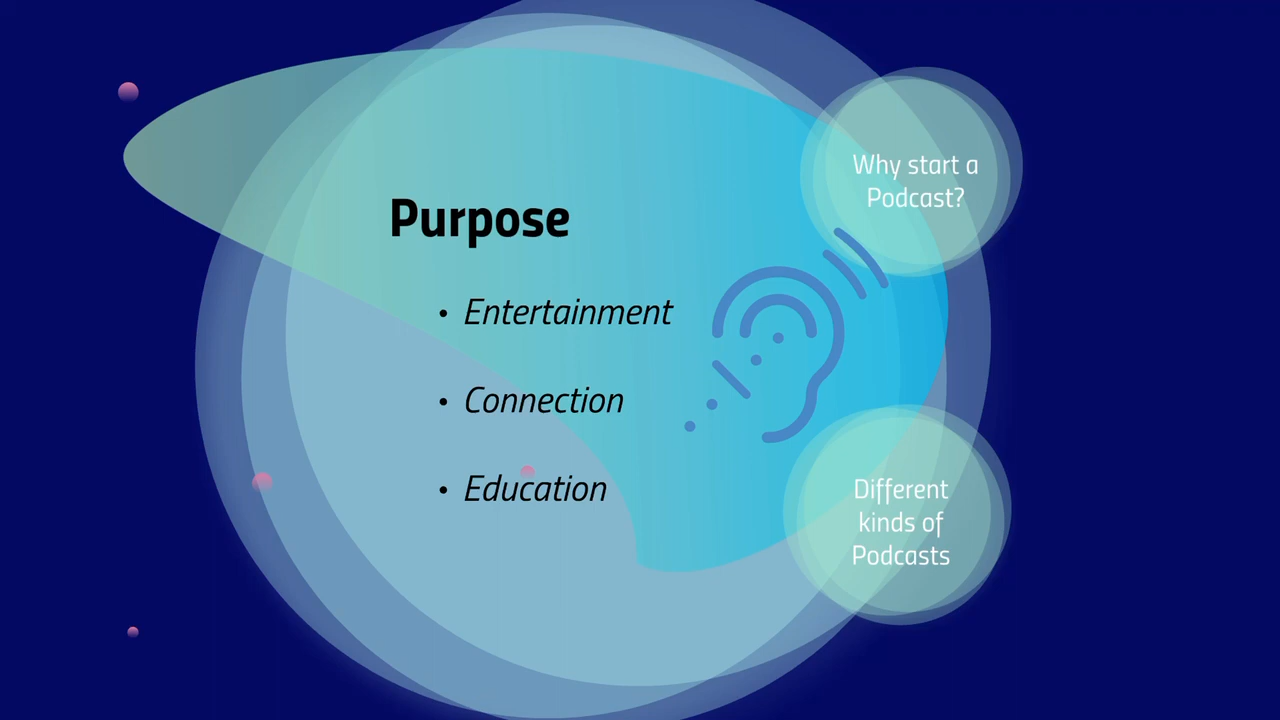 Purpose
• Entertainment
• Connection
• Education
Why start a
Podcast?
Different
kinds of
Podcasts